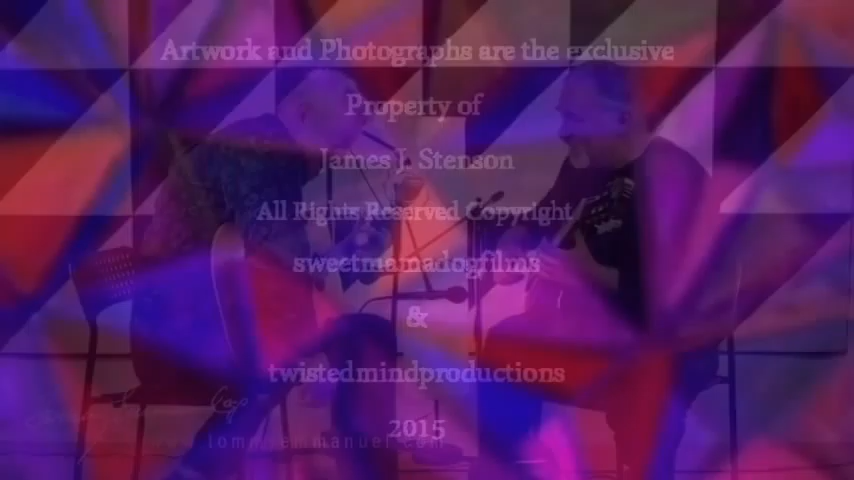 Artwork and Photographs are the exclusive
Property of
James J. Stenson
All Rights Reserved Copyright
sweetmamadogfilms
&
twistedmindproductions
2015